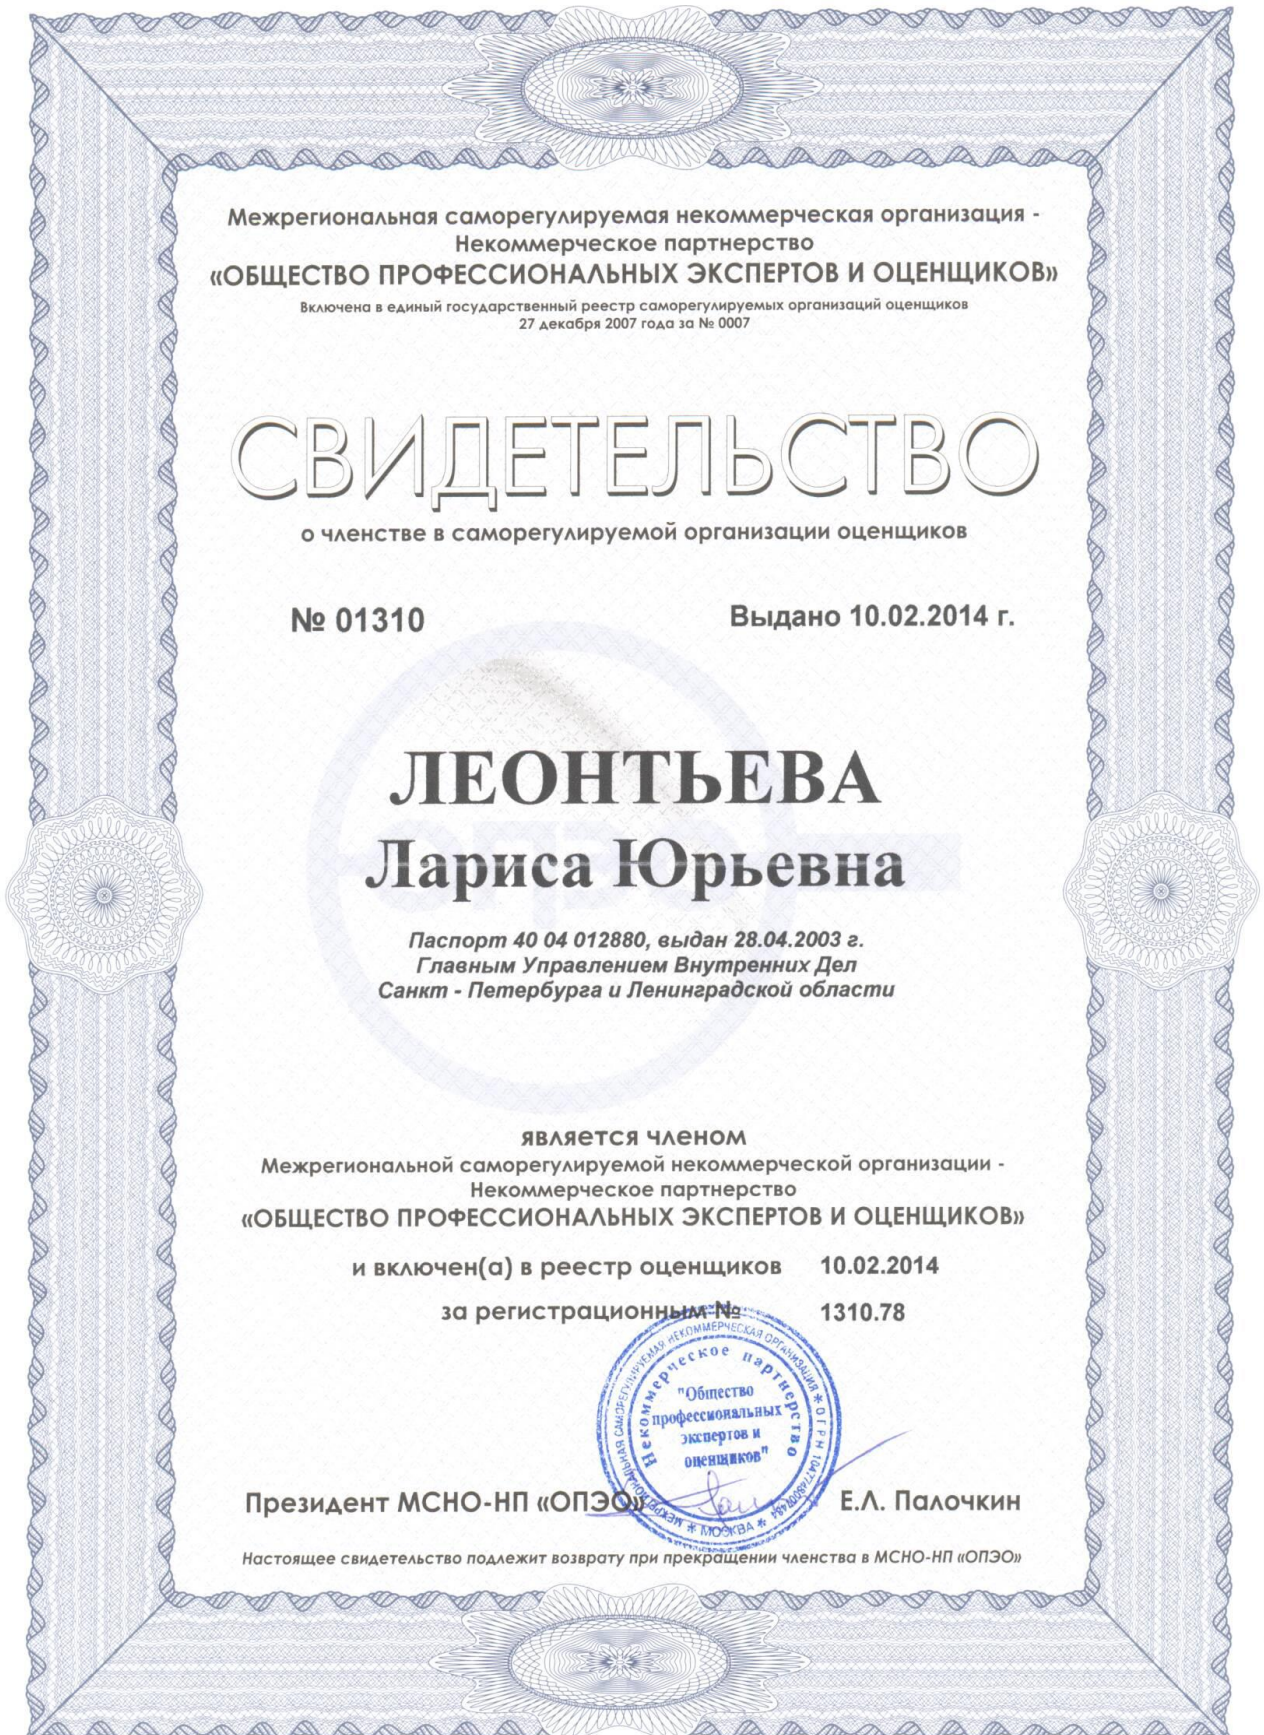 Межрегиональная саморегулируемая некоммерческая организация -
Некоммерческое партнерство
«ОБЩЕСТВО ПРОФЕССИОНАЛЬНЫХ ЭКСПЕРТОВ И ОЦЕНЩИКОВ»
Включена в единый государственный реестр саморегулируемых организаций оценщиков
27 декабря 2007 года за № 0007
СВИДЕТЕЛЬСТВО
о членстве в саморегулируемой организации оценщиков
№ 01310
Выдано 10.02.2014 г.
ЛЕОНТЬЕВА
Лариса Юрьевна
Паспорт 40 04 012880, выдан 28.04.2003 г.
Главным Управлением Внутренних Дел
Санкт - Петербурга и Ленинградской области
является членом
Межрегиональной саморегулируемой некоммерческой организации -
Некоммерческое партнерство
«ОБЩЕСТВО ПРОФЕССИОНАЛЬНЫХ ЭКСПЕРТОВ И ОЦЕНЩИКОВ»
и включен(а) в реестр оценщиков 10.02.2014
за регистрационным № 1310.78
МЕЖРЕГИОНАЛЬНАЯ САМОРЕГУЛИРУЕМАЯ НЕКОММЕРЧЕСКАЯ ОРГАНИЗАЦИЯ * ОГРН
* МОСКВА *
Некоммерческое партнерство
"Общество
профессиональных
экспертов и
оценщиков"
Президент МСНО-НП «ОПЭО» Е.Л. Палочкин
Настоящее свидетельство подлежит возврату при прекращении членства в МСНО-НП «ОПЭО»